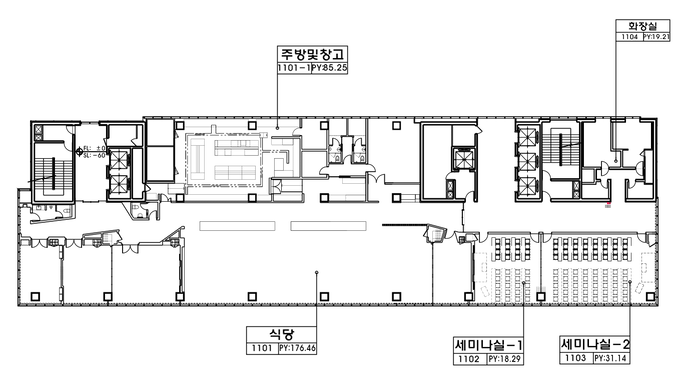 화장실
1104 PY:19.21
주방및창고
1101-1 PY:85.25
FL: ±0
SL: -60
식당
1101 PY:176.46
세미나실-1
1102 PY:18.29
세미나실-2
1103 PY:31.14